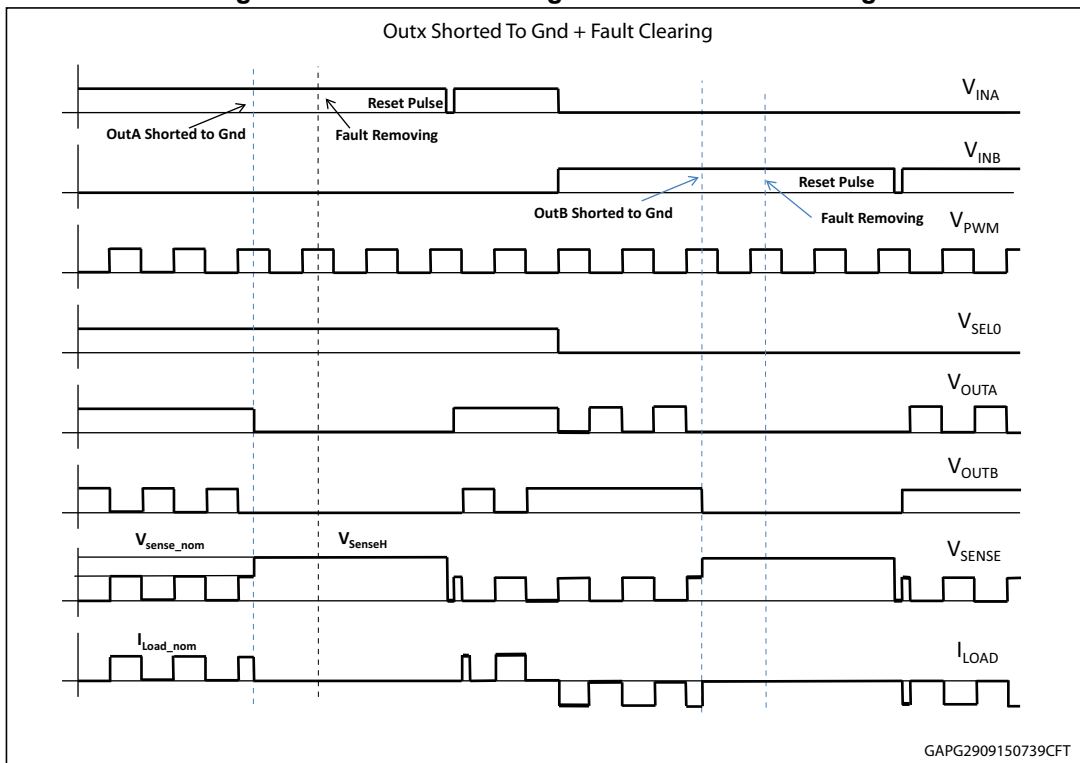 Outx Shorted To Gnd + Fault Clearing
VINA
Reset Pulse
OutA Shorted to Gnd
Fault Removing
VINB
Reset Pulse
OutB Shorted to Gnd
Fault Removing
VPWM
VSEL0
VOUTA
VOUTB
Vsense_nom
VSenseH
VSENSE
ILoad_nom
ILOAD
GAPG2909150739CFT